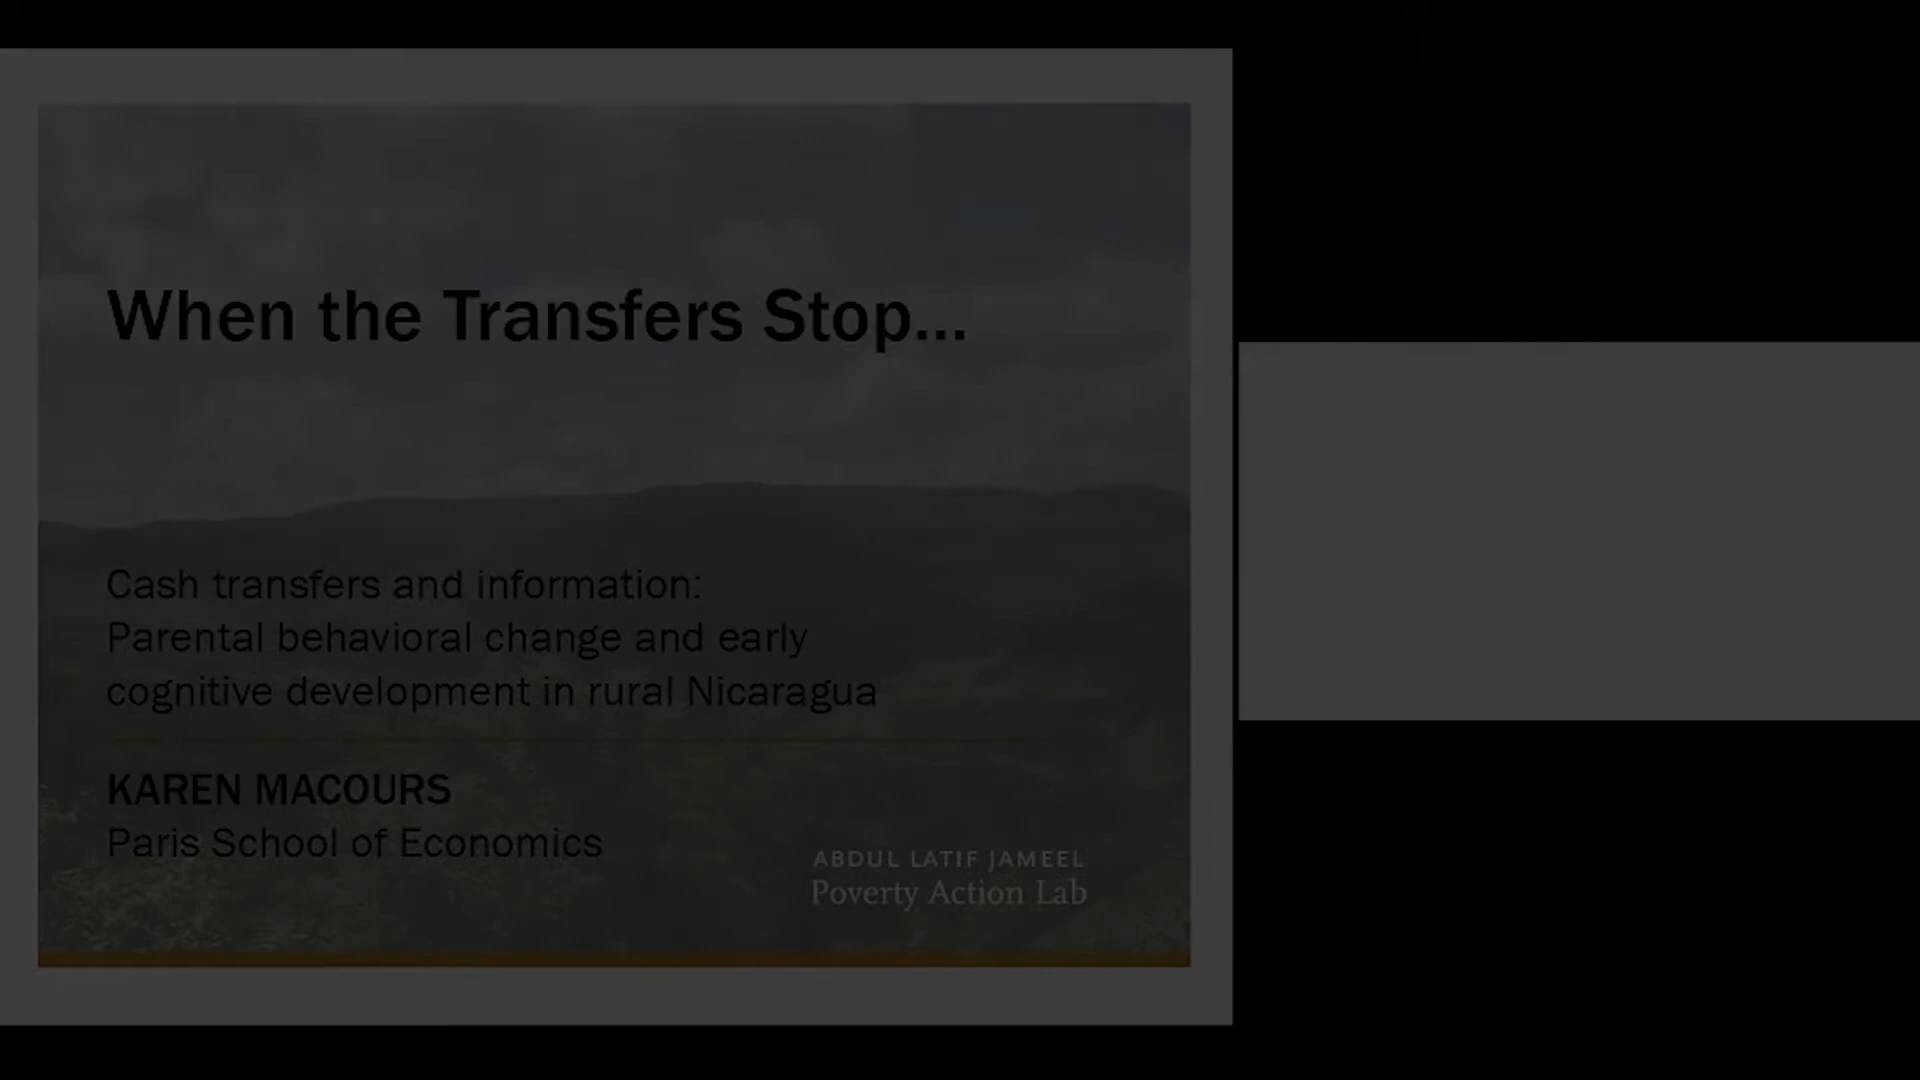 When the Transfers Stop...
Cash transfers and information:
Parental behavioral change and early
cognitive development in rural Nicaragua
KAREN MACOURS
Paris School of Economics
ABDUL LATIF JAMEEL
Poverty Action Lab